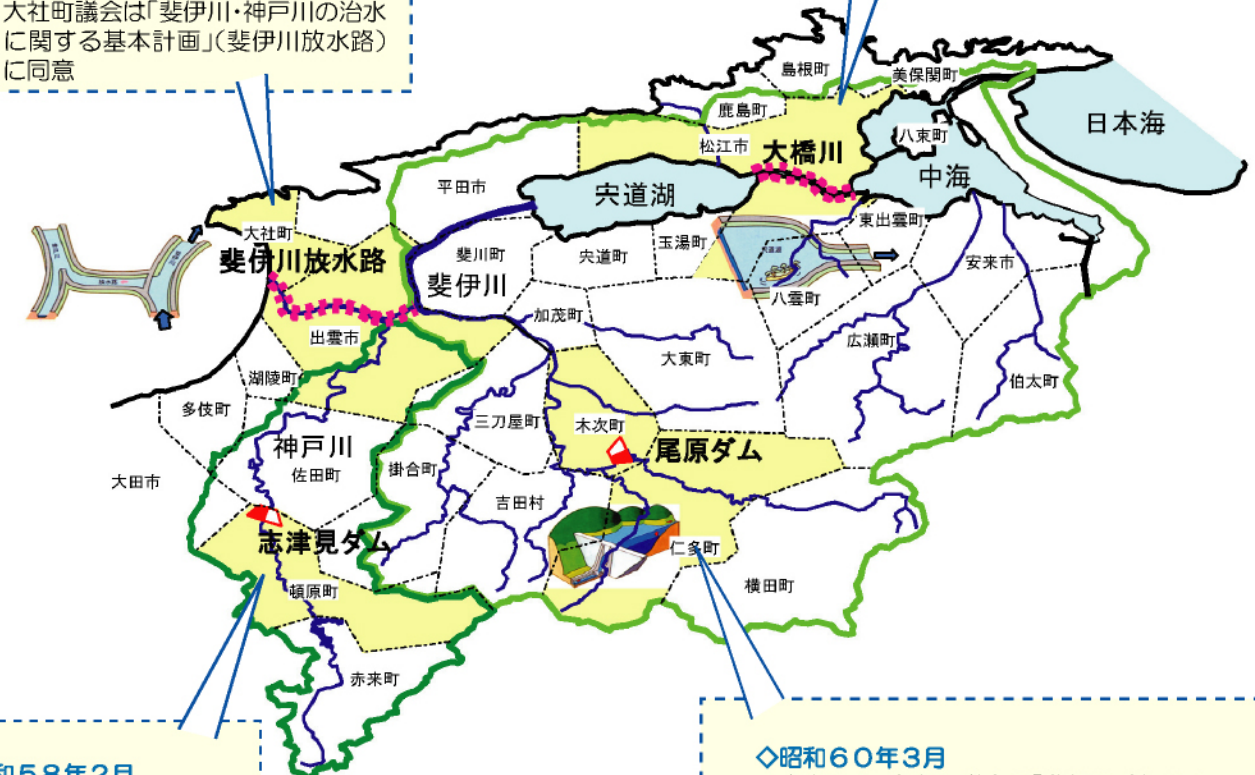 大社町議会は「斐伊川・神戸川の治水
に関する基本計画」(斐伊川放水路)
に同意
島根町
美保関町
鹿島町
八束町
日本海
松江市
大橋川
中海
平田市
宍道湖
大社町
東出雲町
斐伊川放水路
斐川町
宍道町
玉湯町
安来市
斐伊川
八雲町
加茂町
出雲市
広瀬町
大東町
湖陵町
伯太町
多伎町
三刀屋町
木次町
神戸川
尾原ダム
掛合町
佐田町
大田市
吉田村
志津見ダム
仁多町
頓原町
横田町
赤来町
和58年2月
◇昭和60年3月